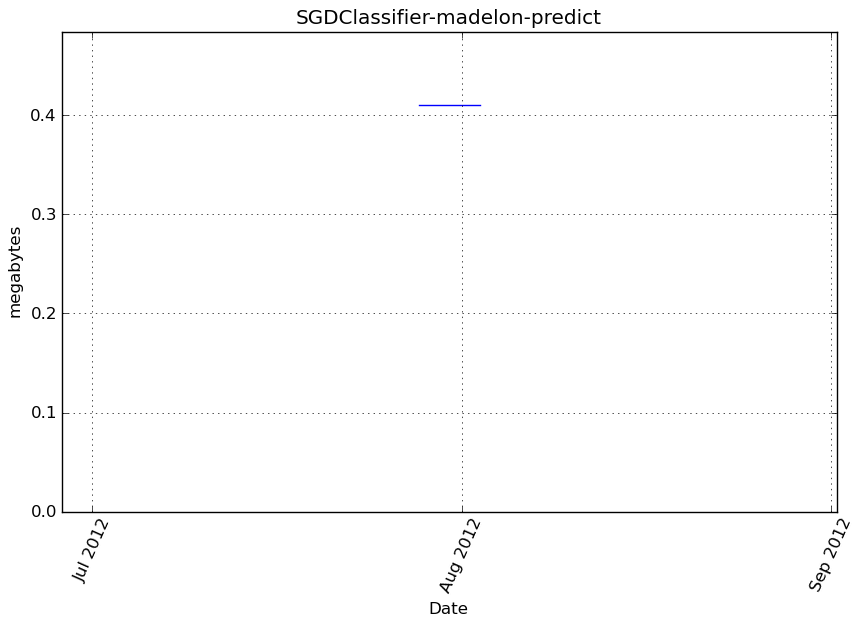 SGDClassifier-madelon-predict
0.4
0.3
0.2
0.1
0.0
megabytes
Jul 2012
Aug 2012
Sep 2012
Date